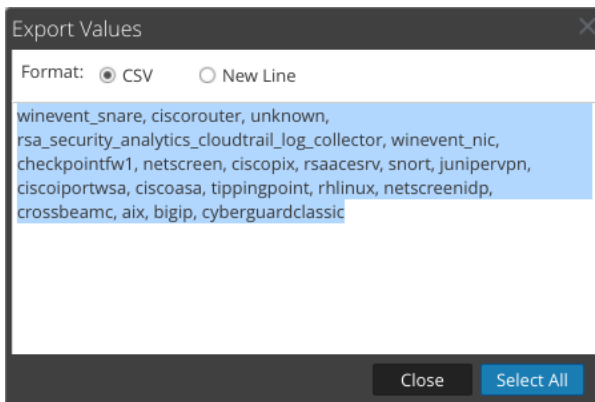 Export Values
Format: CSV New Line
winevent_snare, ciscorouter, unknown,
rsa_security_analytics_cloudtrail_log_collector, winevent_nic,
checkpointfw1, netscreen, ciscopix, rsaacesrv, snort, junipervpn,
ciscoiportwsa, ciscoasa, tippingpoint, rhlinux, netscreenidp,
crossbeamc, aix, bigip, cyberguardclassic
Close Select All